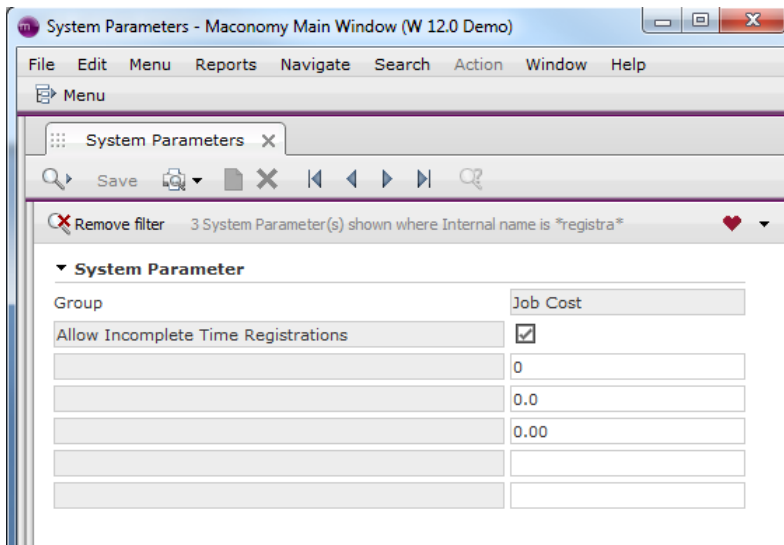 System Parameters - Maconomy Main Window (W 12.0 Demo)
File Edit Menu Reports Navigate Search Action Window Help
Menu
System Parameters
Save
Remove filter 3 System Parameter(s) shown where Internal name is *registra*
System Parameter
Group Job Cost
Allow Incomplete Time Registrations
0
0.0
0.00